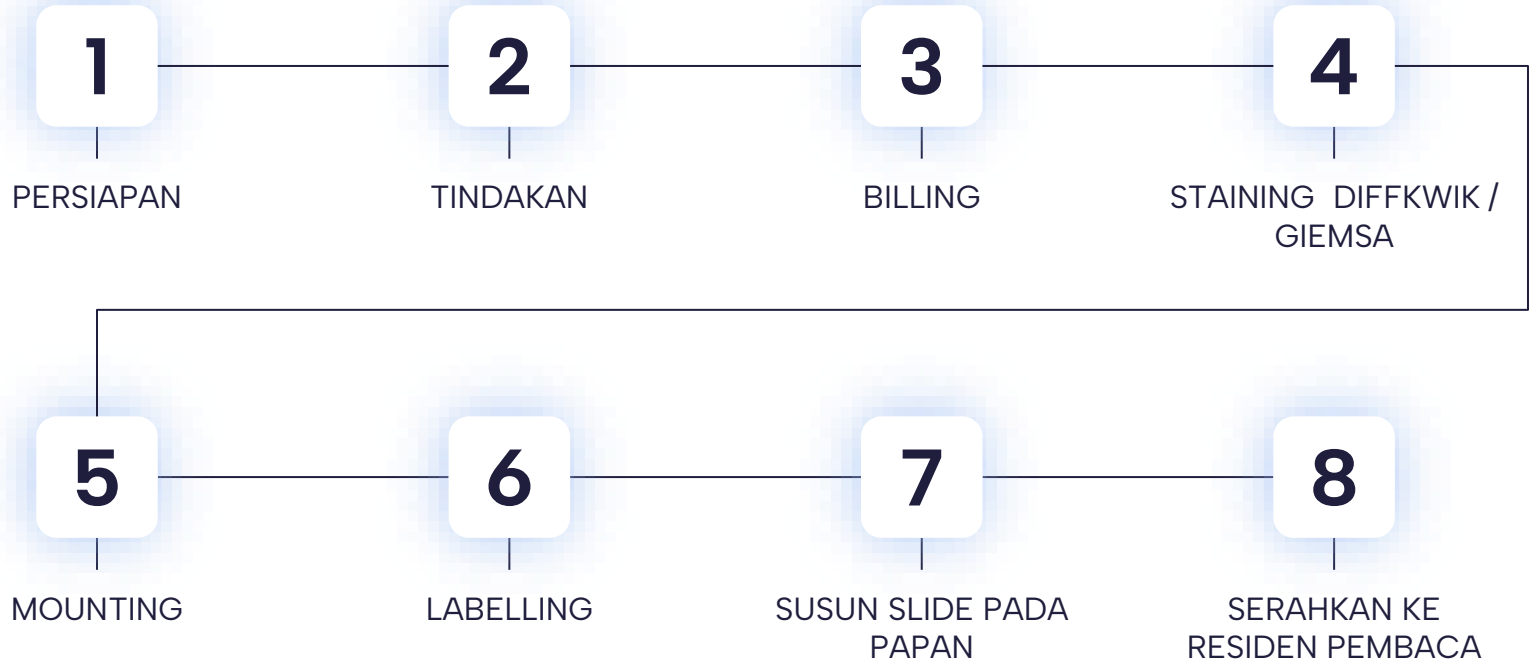 1
2
3
4
PERSIAPAN
TINDAKAN
BILLING
STAINING  DIFFKWIK /
GIEMSA
5
6
7
8
MOUNTING
LABELLING
SUSUN SLIDE PADA
PAPAN
SERAHKAN KE
RESIDEN PEMBACA